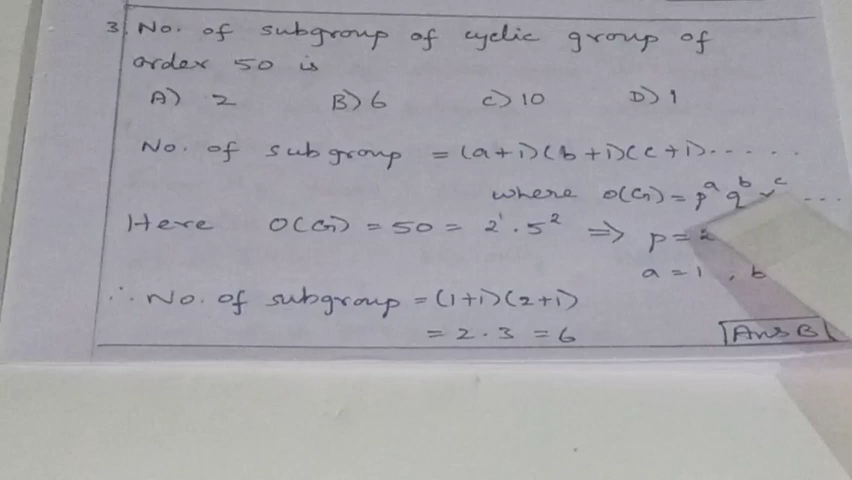 3 No. of subgroup of cyclic group of
order 50 is
A) 2 B) 6 C) 10 D) 1
No. of subgroup = (a+1)(b+1)(c+1).....
where O(G) = p^a q^b r^c ...
Here O(G) = 50 = 2^1 . 5^2 ⇒ p = 2
a = 1 , b
∴ No. of subgroup = (1+1)(2+1)
= 2 . 3 = 6
Ans B